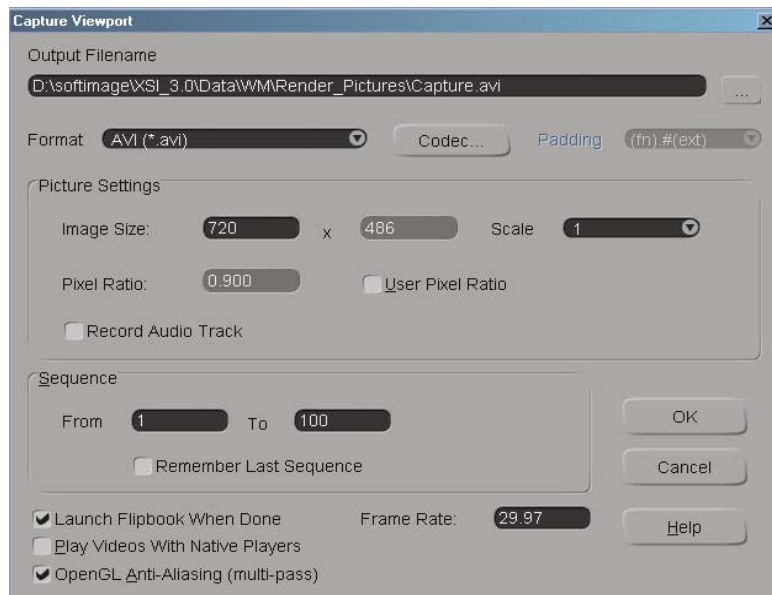 Capture Viewport
Output Filename
D:\softimage\XSI_3.0\Data\WM\Render_Pictures\Capture.avi
...
Format AVI (*.avi) Codec... Padding (fn).#(ext)
Picture Settings
Image Size: 720 x 486 Scale 1
Pixel Ratio: 0.900 User Pixel Ratio
Record Audio Track
Sequence
From 1 To 100
Remember Last Sequence
OK
Cancel
Launch Flipbook When Done Frame Rate: 29.97
Help
Play Videos With Native Players
OpenGL Anti-Aliasing (multi-pass)